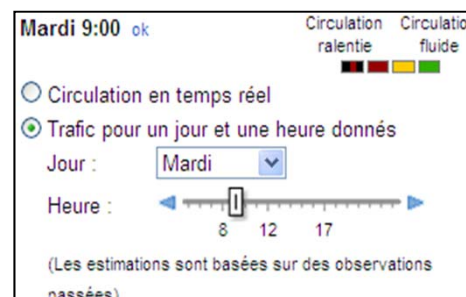 Mardi 9:00 ok
Circulation ralentie
Circulatio fluide
Circulation en temps réel
Trafic pour un jour et une heure donnés
Jour : Mardi
Heure :
8 12 17
(Les estimations sont basées sur des observations
passées)